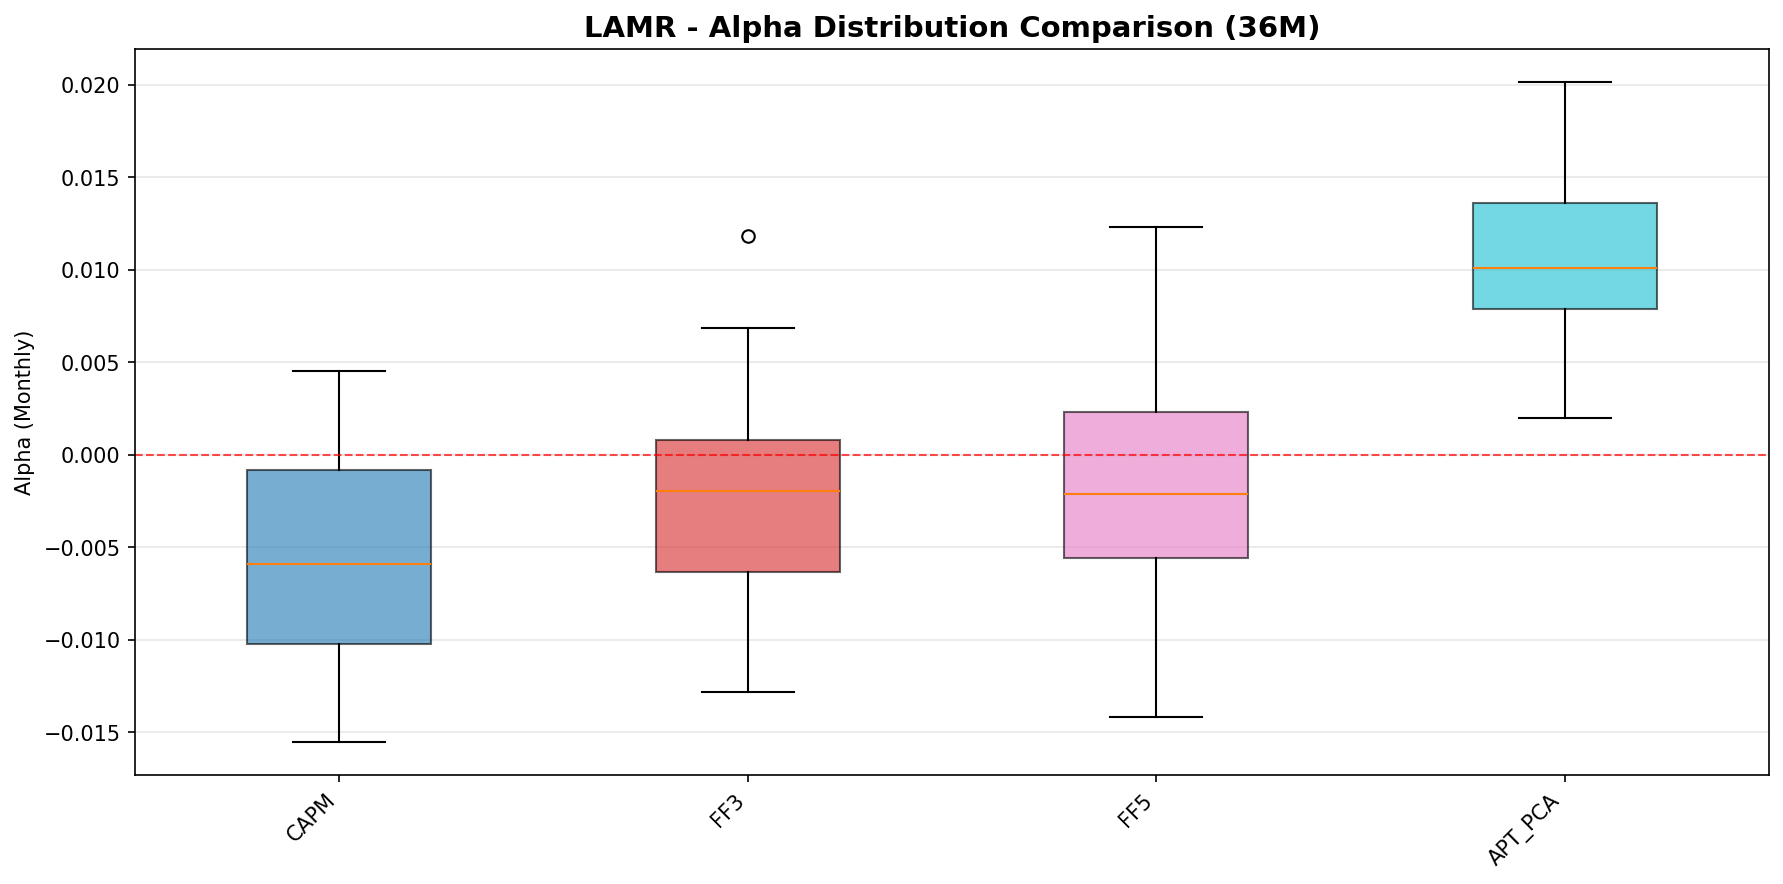 LAMR - Alpha Distribution Comparison (36M)
Alpha (Monthly)
0.020
0.015
0.010
0.005
0.000
−0.005
−0.010
−0.015
CAPM
FF3
FF5
APT_PCA